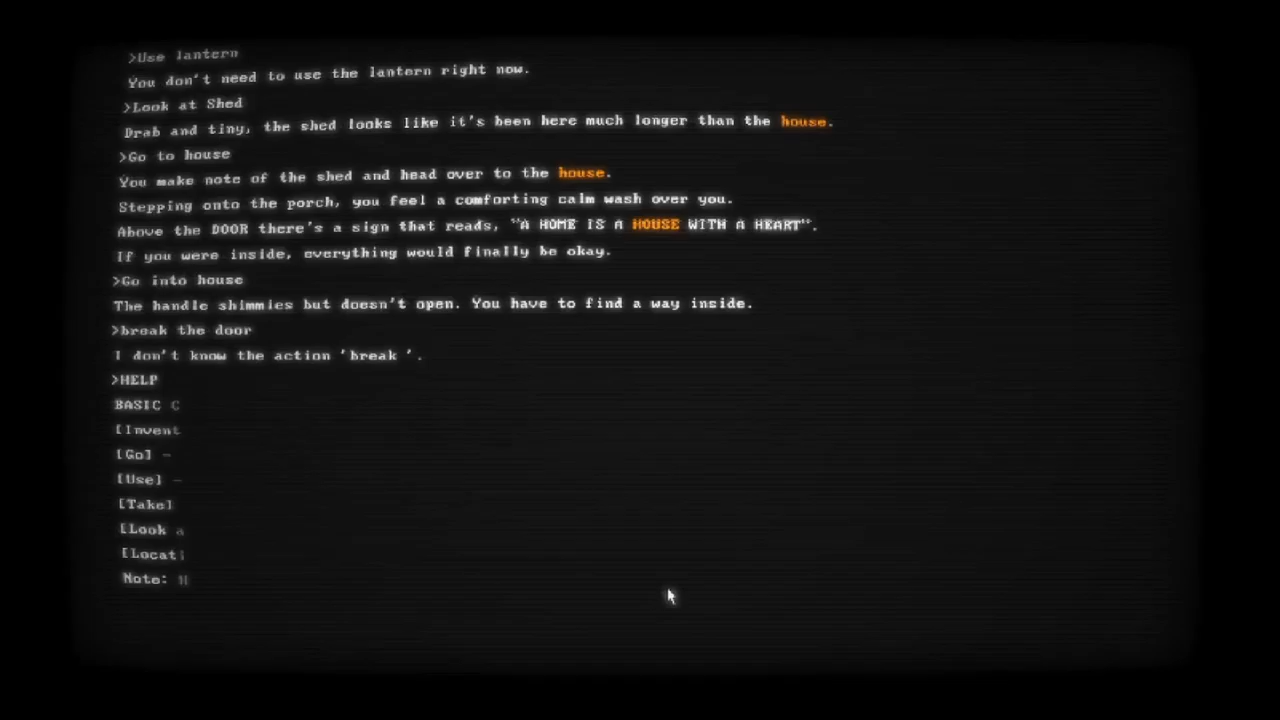 >Use lantern
You don't need to use the lantern right now.
>Look at Shed
Drab and tiny, the shed looks like it's been here much longer than the house.
>Go to house
You make note of the shed and head over to the house.
Stepping onto the porch, you feel a comforting calm wash over you.
Above the DOOR there's a sign that reads, "A HOME IS A HOUSE WITH A HEART".
If you were inside, everything would finally be okay.
>Go into house
The handle shimmies but doesn't open. You have to find a way inside.
>break the door
I don't know the action 'break '.
>HELP
BASIC C
[Invent
[Go] -
[Use] -
[Take]
[Look a
[Locati
Note: